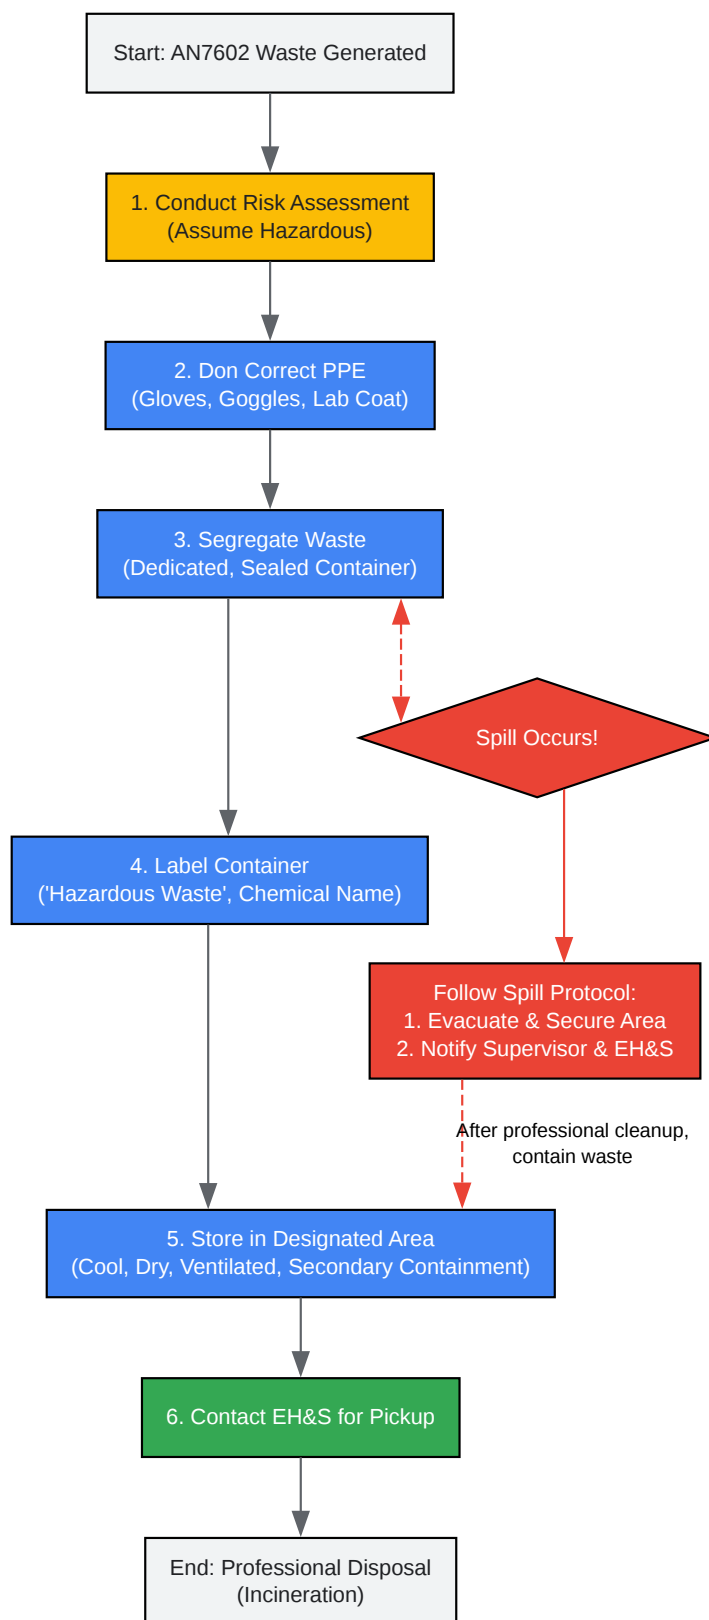 Start: AN7602 Waste Generated
1. Conduct Risk Assessment
(Assume Hazardous)
2. Don Correct PPE
(Gloves, Goggles, Lab Coat)
3. Segregate Waste
(Dedicated, Sealed Container)
Spill Occurs!
4. Label Container
('Hazardous Waste', Chemical Name)
Follow Spill Protocol:
1. Evacuate & Secure Area
2. Notify Supervisor & EH&S
After professional cleanup,
contain waste
5. Store in Designated Area
(Cool, Dry, Ventilated, Secondary Containment)
6. Contact EH&S for Pickup
End: Professional Disposal
(Incineration)